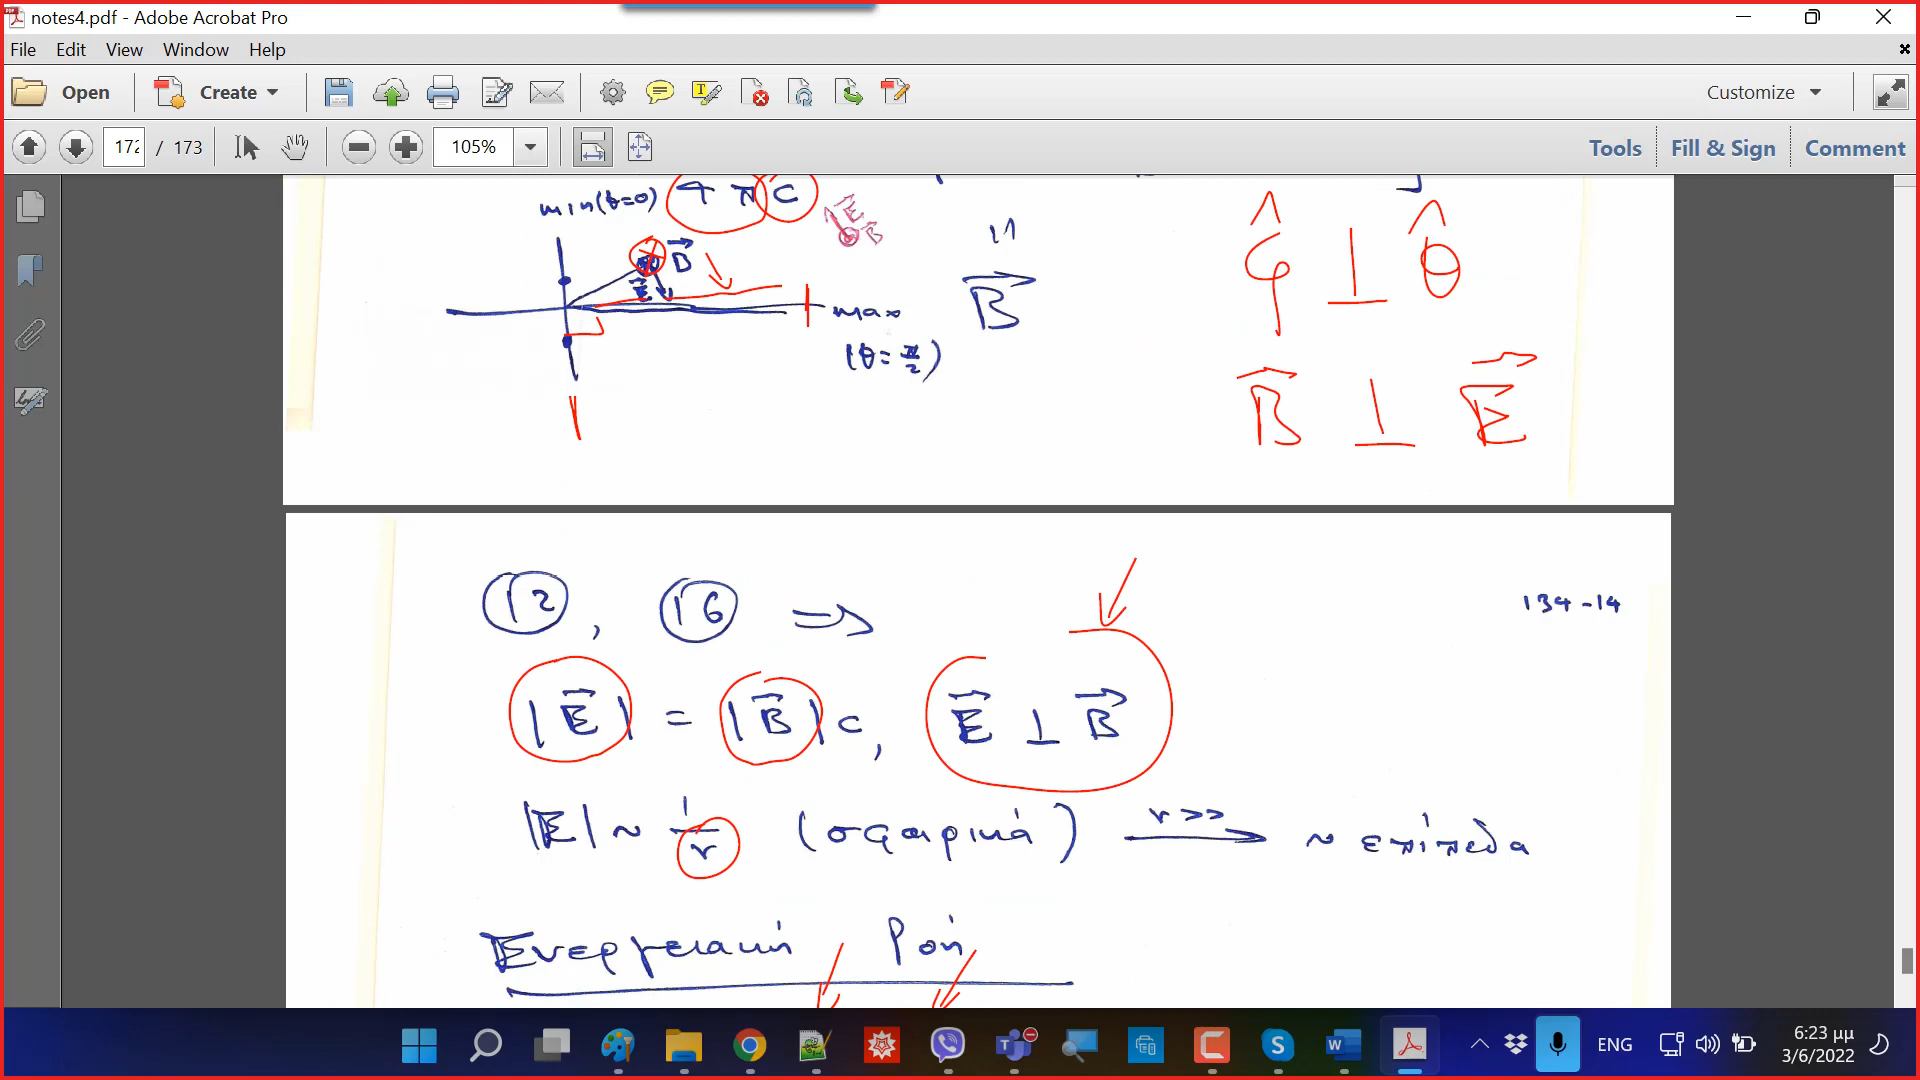 notes4.pdf - Adobe Acrobat Pro
File Edit View Window Help
Open Create Customize
172 / 173 105% Tools Fill & Sign Comment
min(θ=0) 4 π c
E
B
B
E
max
(θ = π/2)
B
φ̂ ⊥ θ̂
B ⊥ E
134-14
12 , 16 ⇒
|E| = |B| c , E ⊥ B
|E| ~ 1/r (σφαιρικά) r >> ~ επίπεδα
Ενεργειακή Ροή
ENG 6:23 μμ
3/6/2022